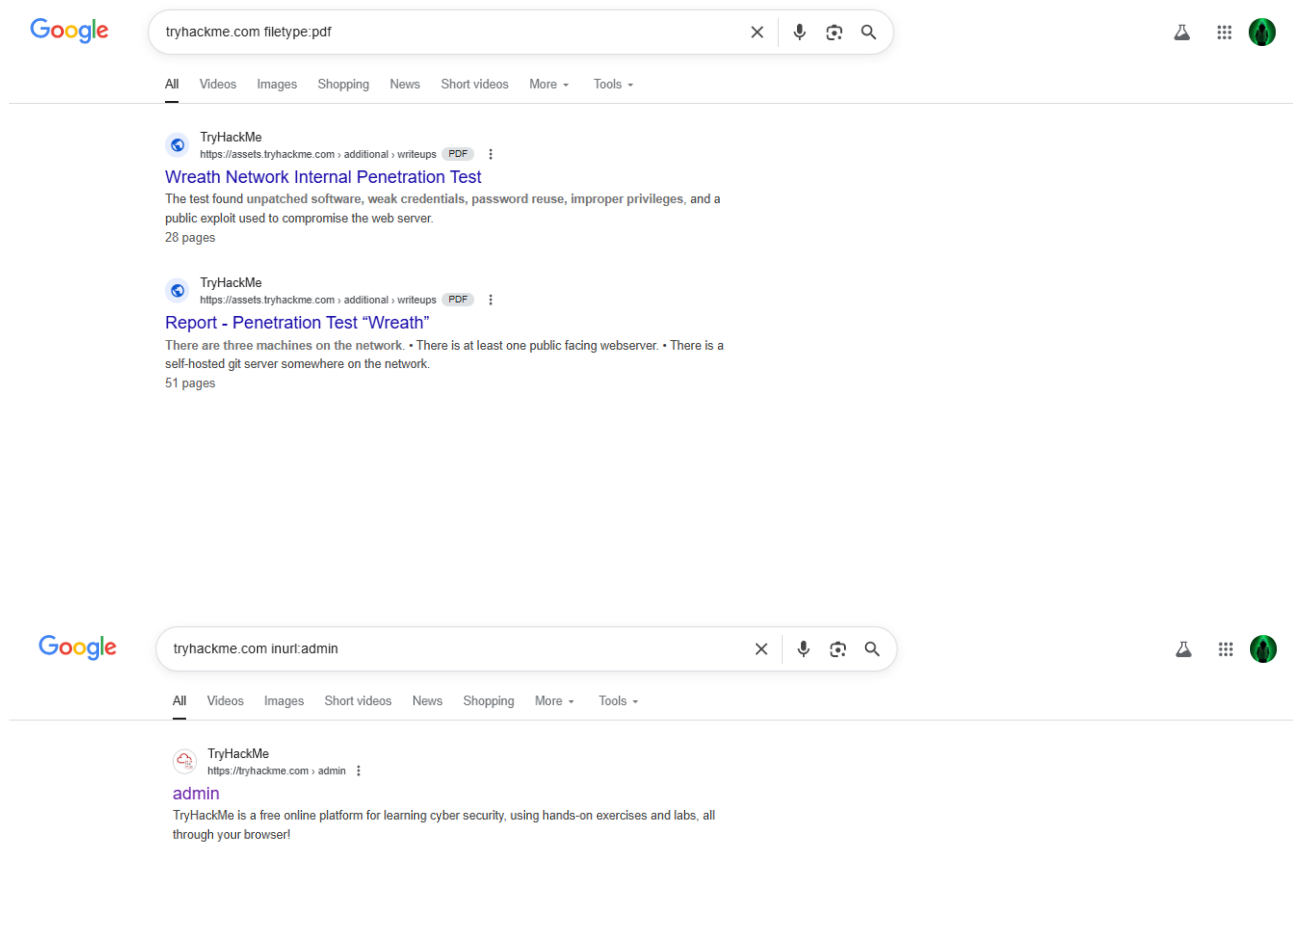 Google
tryhackme.com filetype:pdf
All Videos Images Shopping News Short videos More Tools
TryHackMe
https://assets.tryhackme.com › additional › writeups PDF
Wreath Network Internal Penetration Test
The test found unpatched software, weak credentials, password reuse, improper privileges, and a
public exploit used to compromise the web server.
28 pages
TryHackMe
https://assets.tryhackme.com › additional › writeups PDF
Report - Penetration Test “Wreath”
There are three machines on the network. • There is at least one public facing webserver. • There is a
self-hosted git server somewhere on the network.
51 pages
Google
tryhackme.com inurl:admin
All Videos Images Short videos News Shopping More Tools
TryHackMe
https://tryhackme.com › admin
admin
TryHackMe is a free online platform for learning cyber security, using hands-on exercises and labs, all
through your browser!